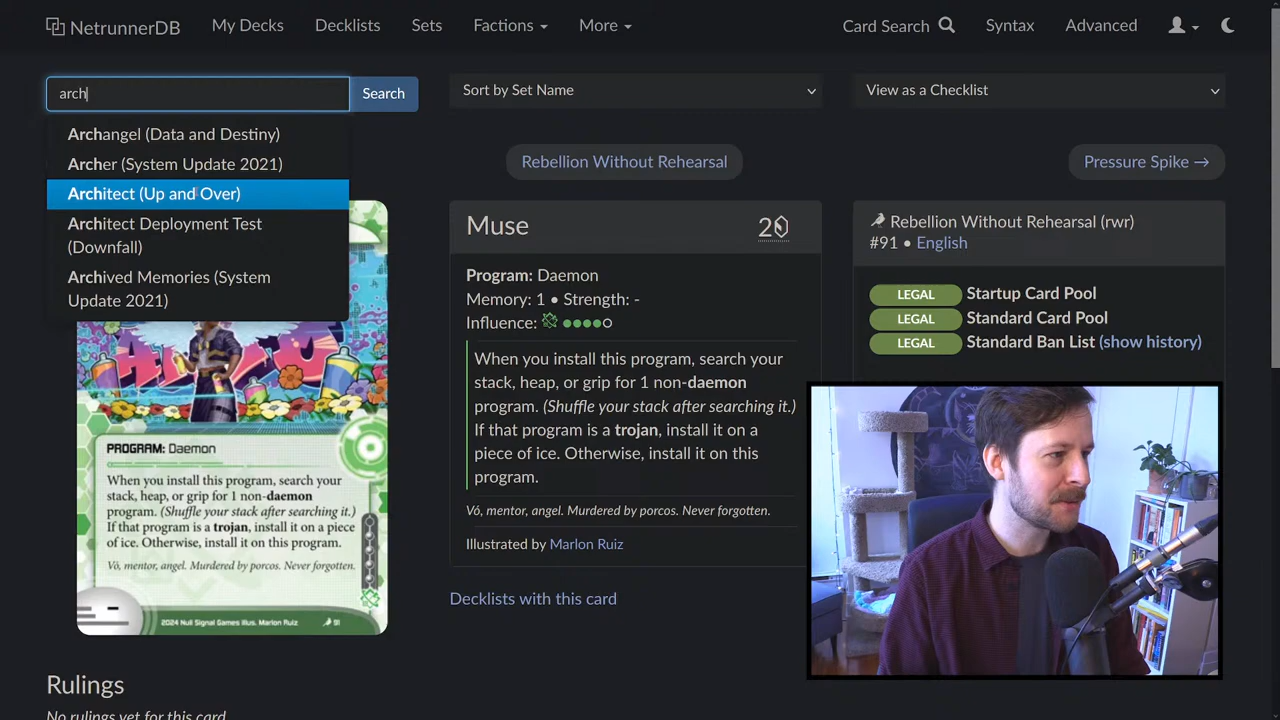 NetrunnerDB
My Decks
Decklists
Sets
Factions
More
Card Search
Syntax
Advanced
arch
Search
Sort by Set Name
View as a Checklist
Archangel (Data and Destiny)
Archer (System Update 2021)
Architect (Up and Over)
Architect Deployment Test
(Downfall)
Archived Memories (System
Update 2021)
Rebellion Without Rehearsal
Pressure Spike →
PROGRAM: Daemon
When you install this program, search your
stack, heap, or grip for 1 non-daemon
program. (Shuffle your stack after searching it.)
If that program is a trojan, install it on a piece
of ice. Otherwise, install it on this program.
Vó, mentor, angel. Murdered by porcos. Never forgotten.
2024 Null Signal Games Illus. Marlon Ruiz
91
Muse
2
Program: Daemon
Memory: 1 • Strength: -
Influence:
When you install this program, search your
stack, heap, or grip for 1 non-daemon
program. (Shuffle your stack after searching it.)
If that program is a trojan, install it on a
piece of ice. Otherwise, install it on this
program.
Vó, mentor, angel. Murdered by porcos. Never forgotten.
Illustrated by Marlon Ruiz
Decklists with this card
Rebellion Without Rehearsal (rwr)
#91 • English
LEGAL Startup Card Pool
LEGAL Standard Card Pool
LEGAL Standard Ban List (show history)
Rulings
No rulings yet for this card